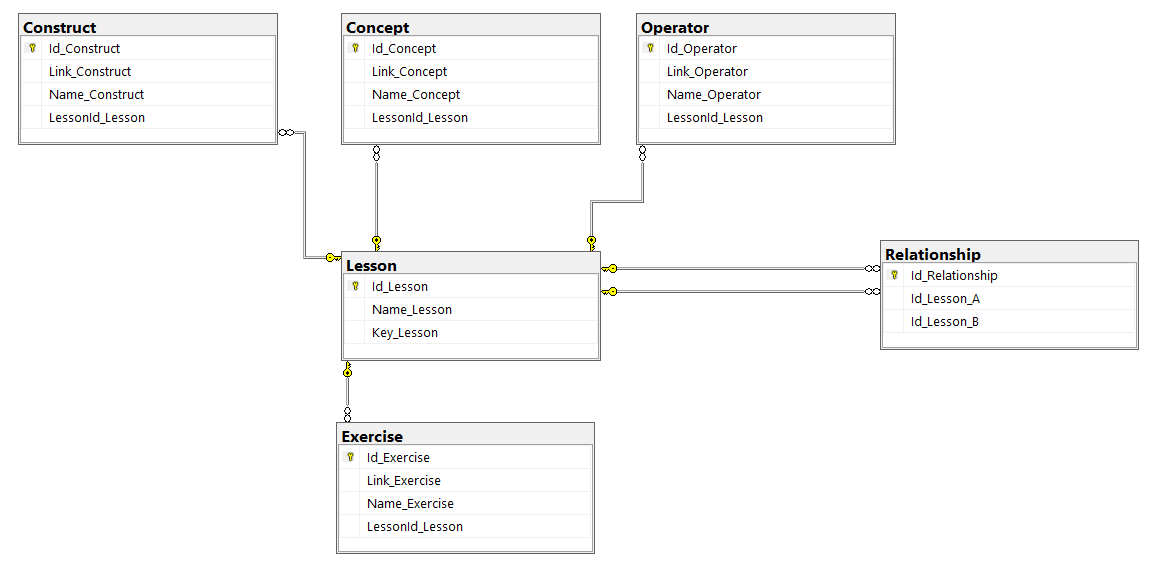 Construct
Id_Construct
Link_Construct
Name_Construct
LessonId_Lesson
Concept
Id_Concept
Link_Concept
Name_Concept
LessonId_Lesson
Operator
Id_Operator
Link_Operator
Name_Operator
LessonId_Lesson
Lesson
Id_Lesson
Name_Lesson
Key_Lesson
Relationship
Id_Relationship
Id_Lesson_A
Id_Lesson_B
Exercise
Id_Exercise
Link_Exercise
Name_Exercise
LessonId_Lesson